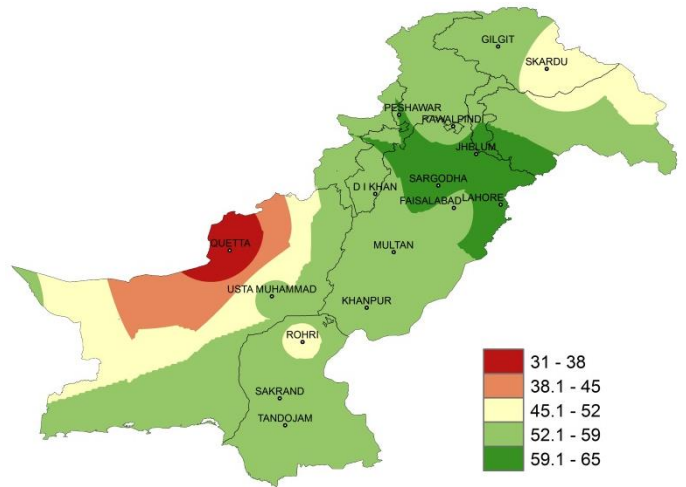 GILGIT
SKARDU
PESHAWAR
RAWALPIND
JHELUM
SARGODHA
D I KHAN
FAISALABAD
LAHORE
QUETTA
MULTAN
USTA MUHAMMAD
KHANPUR
ROHRI
SAKRAND
TANDOJAM
31 - 38
38.1 - 45
45.1 - 52
52.1 - 59
59.1 - 65